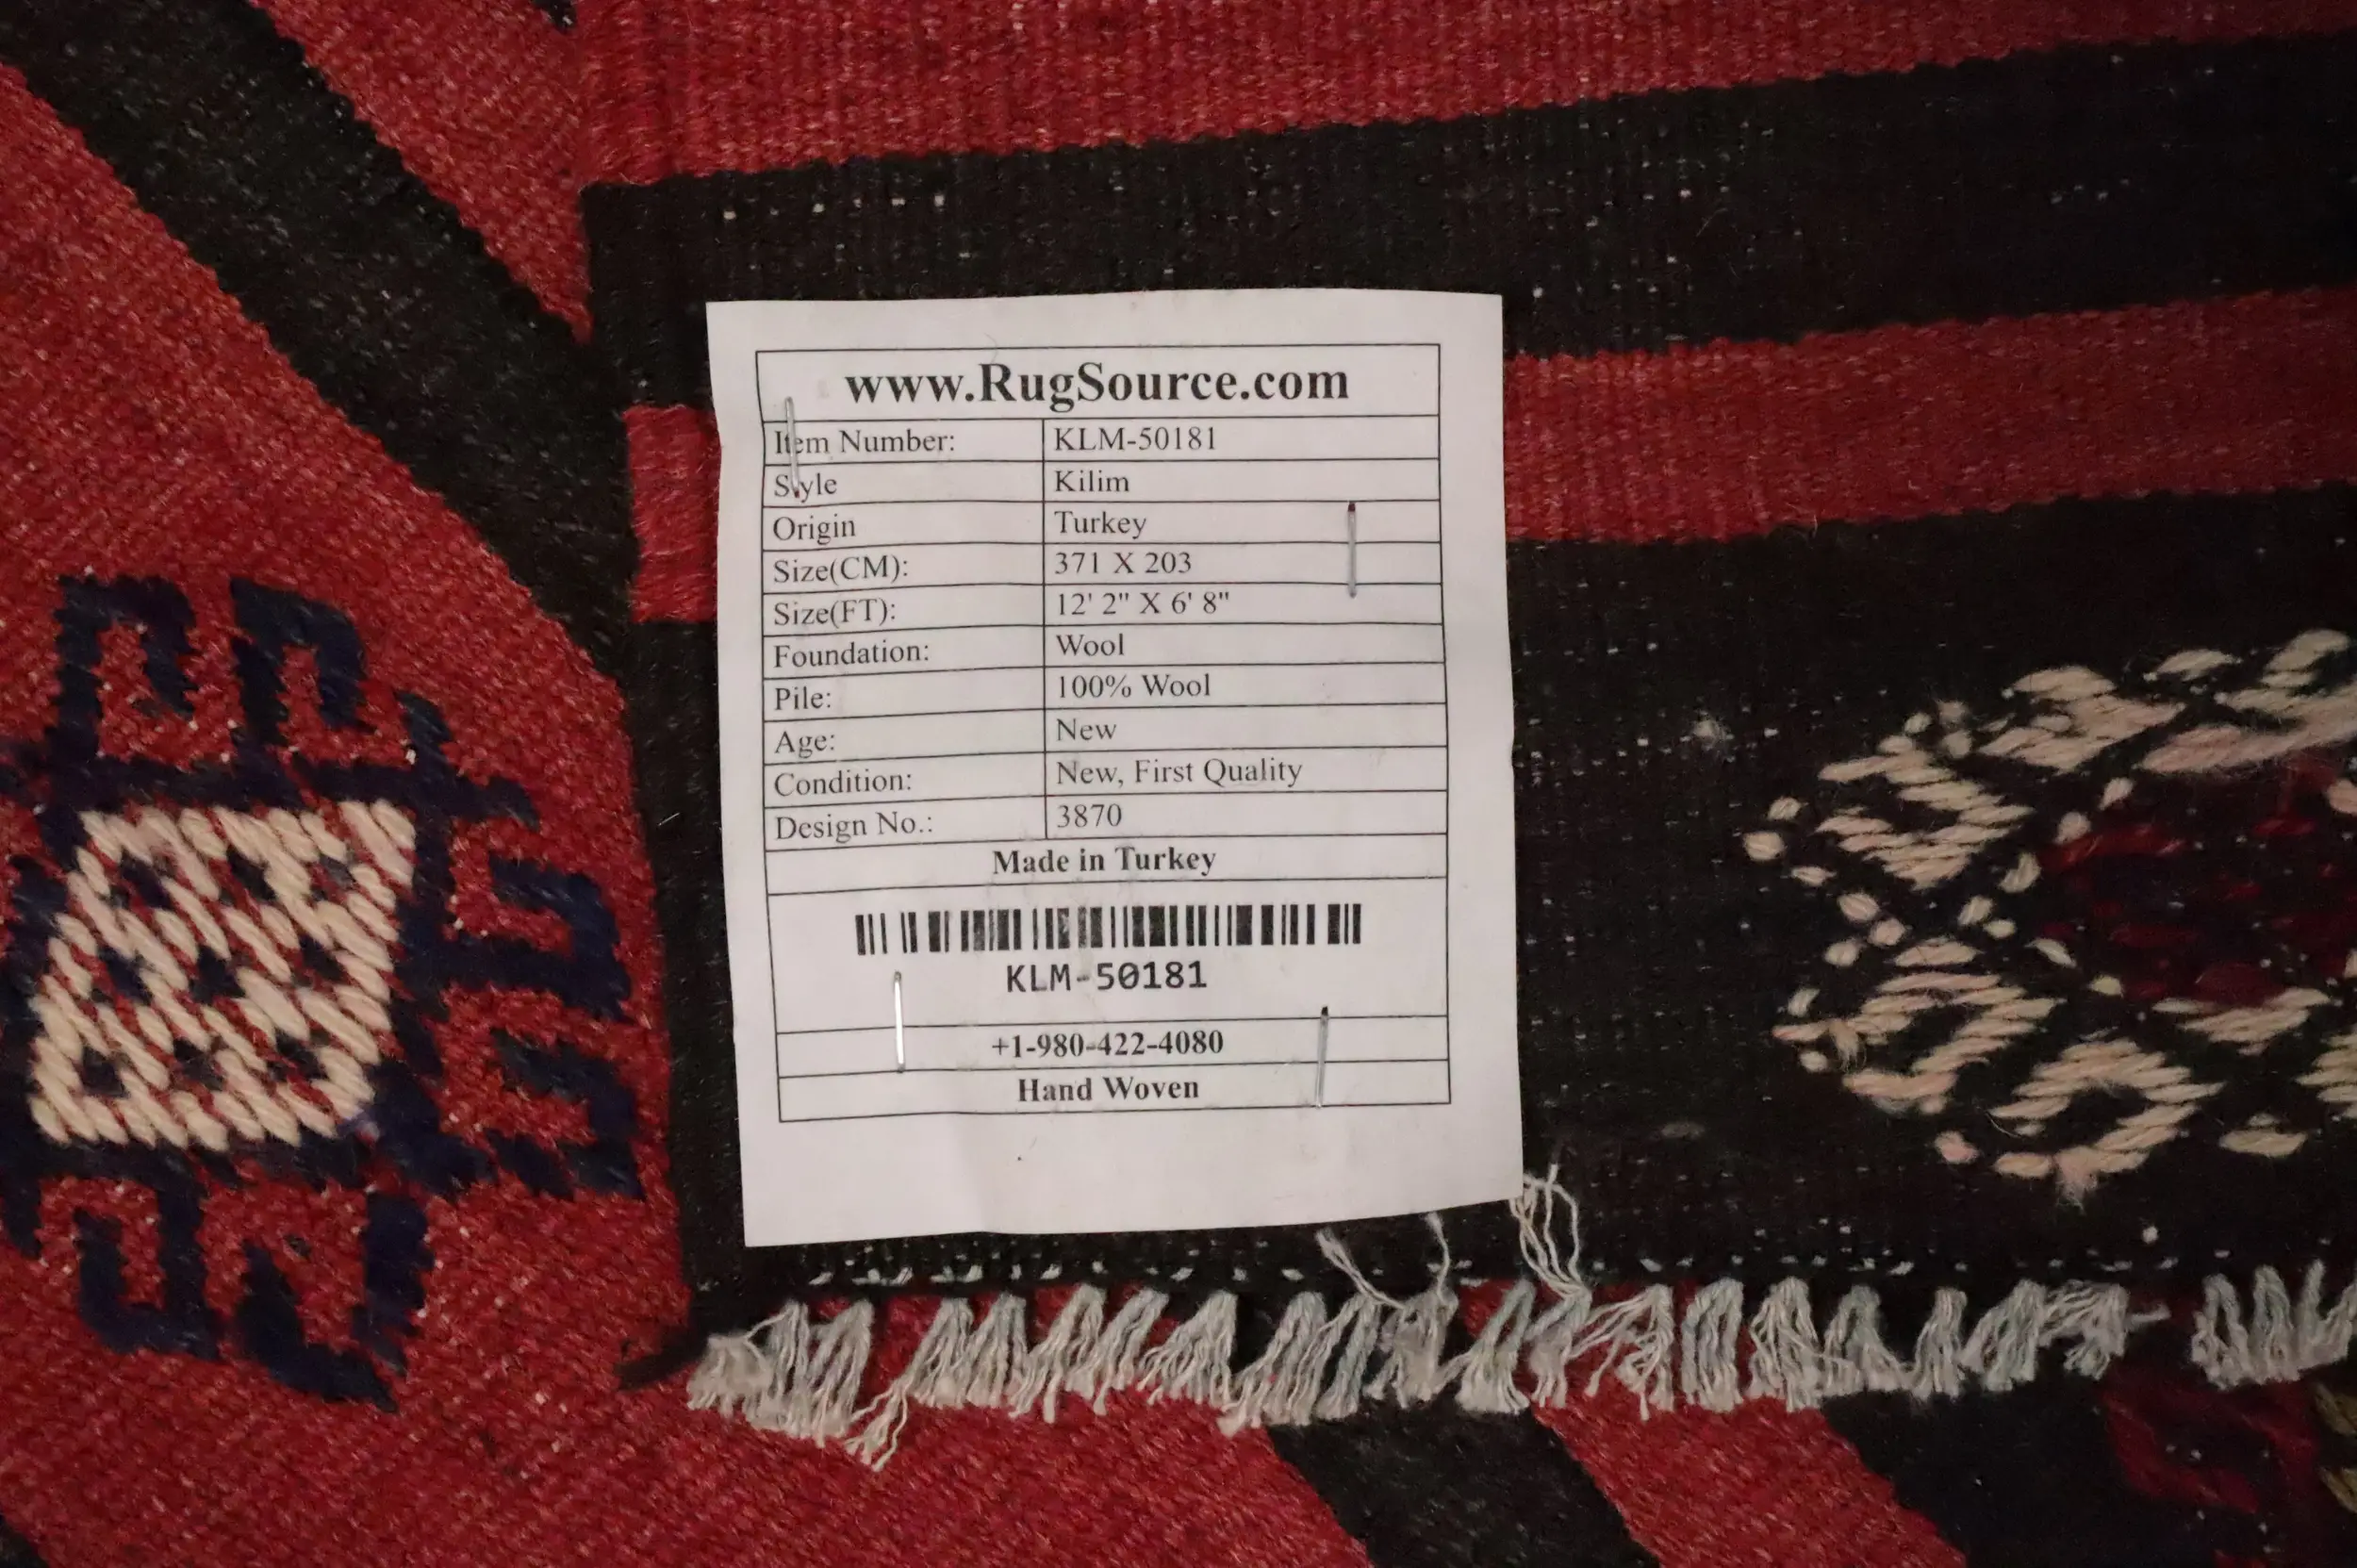 www.RugSource.com
Item Number: KLM-50181
Style Kilim
Origin Turkey
Size(CM): 371 X 203
Size(FT): 12' 2" X 6' 8"
Foundation: Wool
Pile: 100% Wool
Age: New
Condition: New, First Quality
Design No.: 3870
Made in Turkey
KLM-50181
+1-980-422-4080
Hand Woven